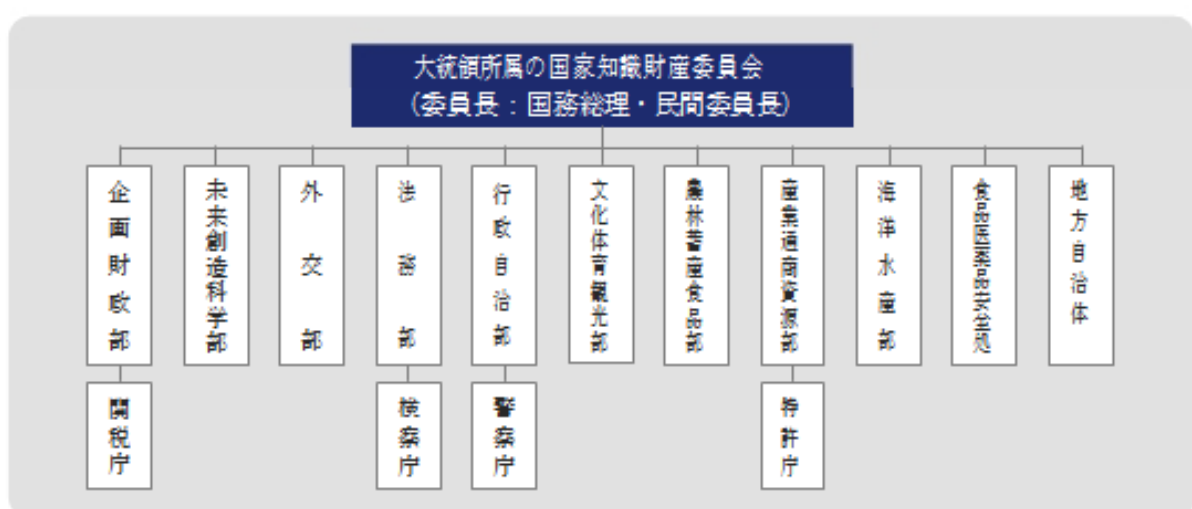 大統領所属の国家知識財産委員会
(委員長：国務総理・民間委員長)
企画財政部
未来創造科学部
外交部
法務部
行政自治部
文化体育観光部
農林蓄産食品部
産業通商資源部
海洋水産部
食品医薬品安全処
地方自治体
関税庁
検察庁
警察庁
特許庁